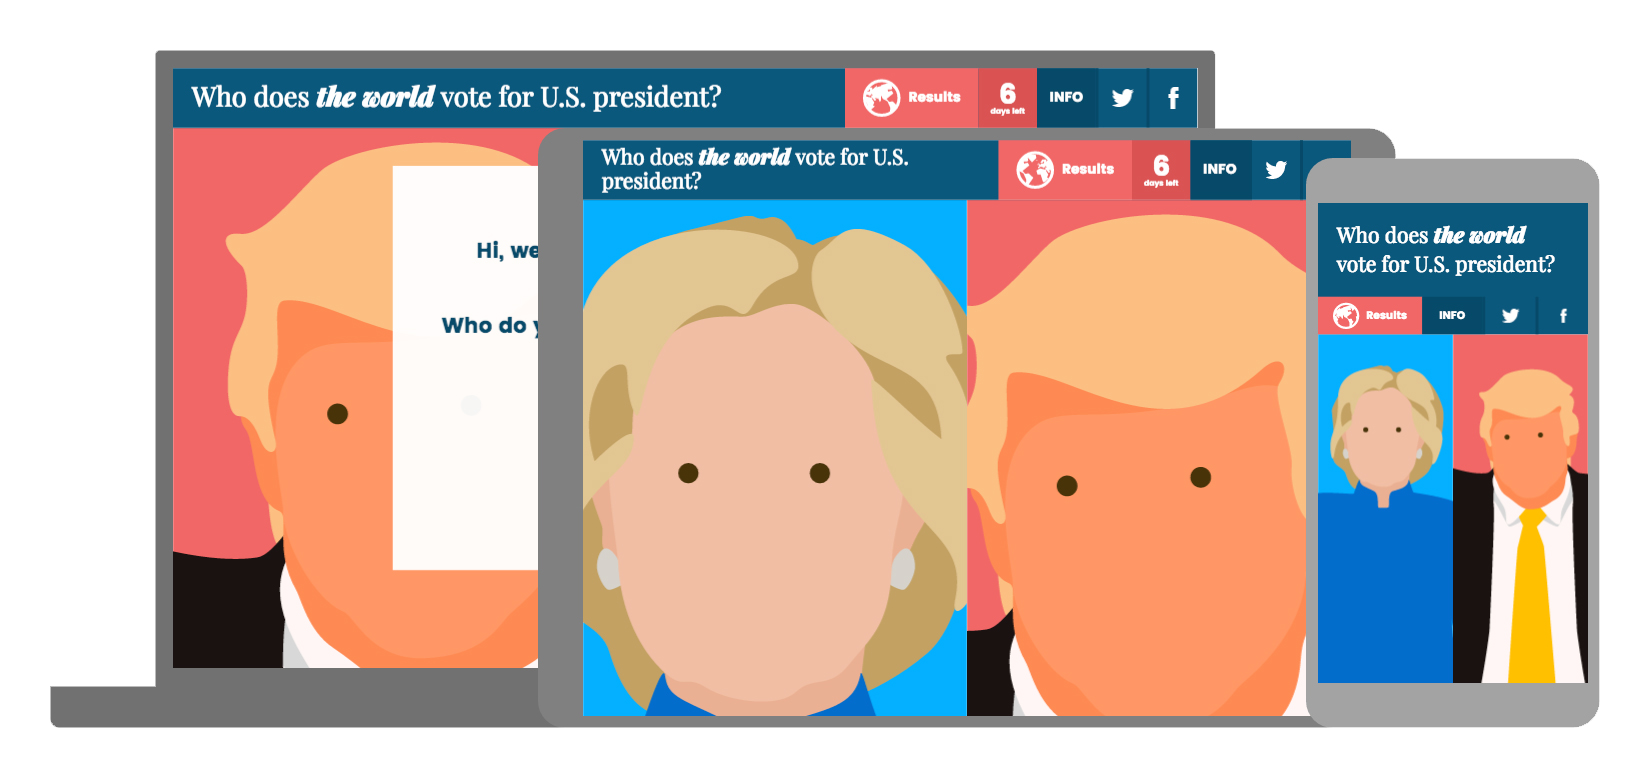 Who does the world vote for U.S. president?
Results
6
days left
INFO
Hi, we
Who do
Who does the world vote for U.S.
president?
Results
6
days left
INFO
Who does the world
vote for U.S. president?
Results
INFO